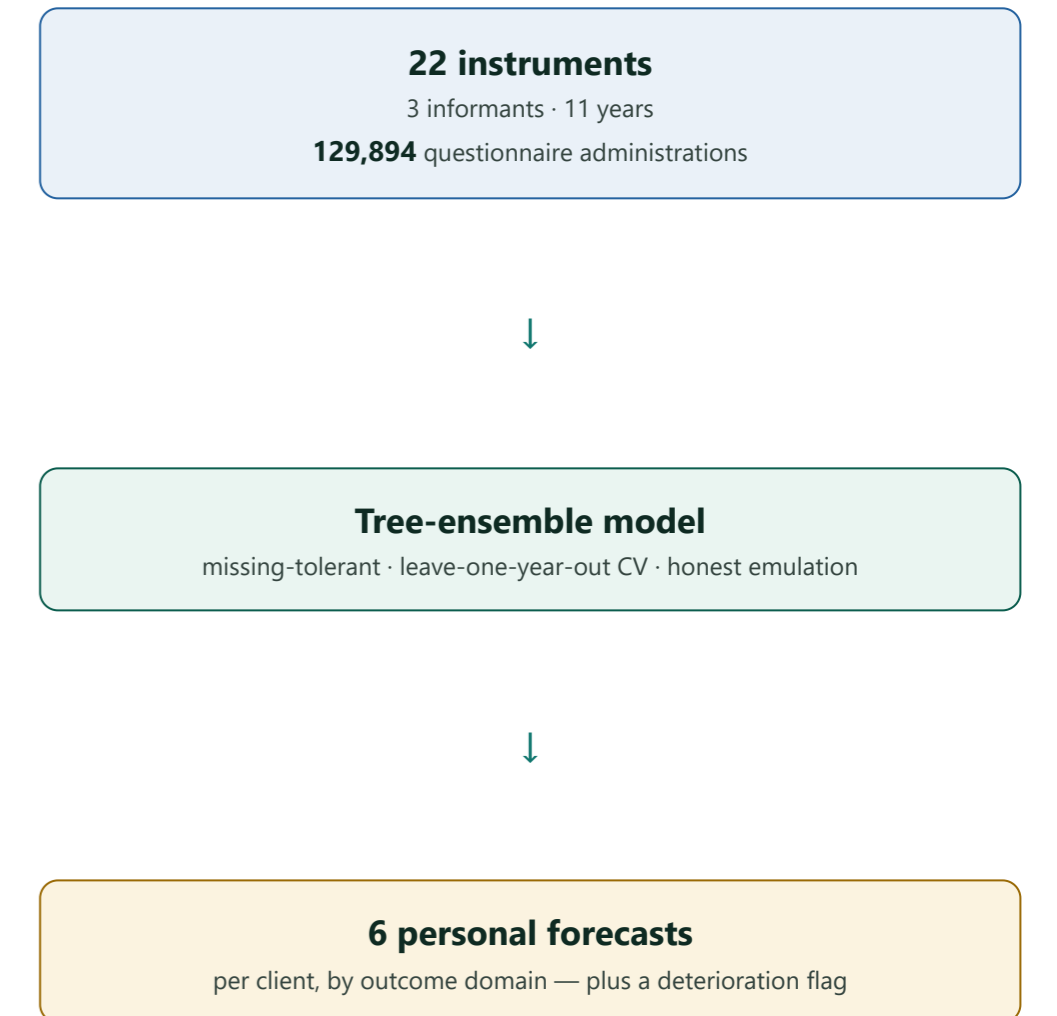 22 instruments
3 informants · 11 years
129,894 questionnaire administrations
↓
Tree-ensemble model
missing-tolerant · leave-one-year-out CV · honest emulation
↓
6 personal forecasts
per client, by outcome domain — plus a deterioration flag